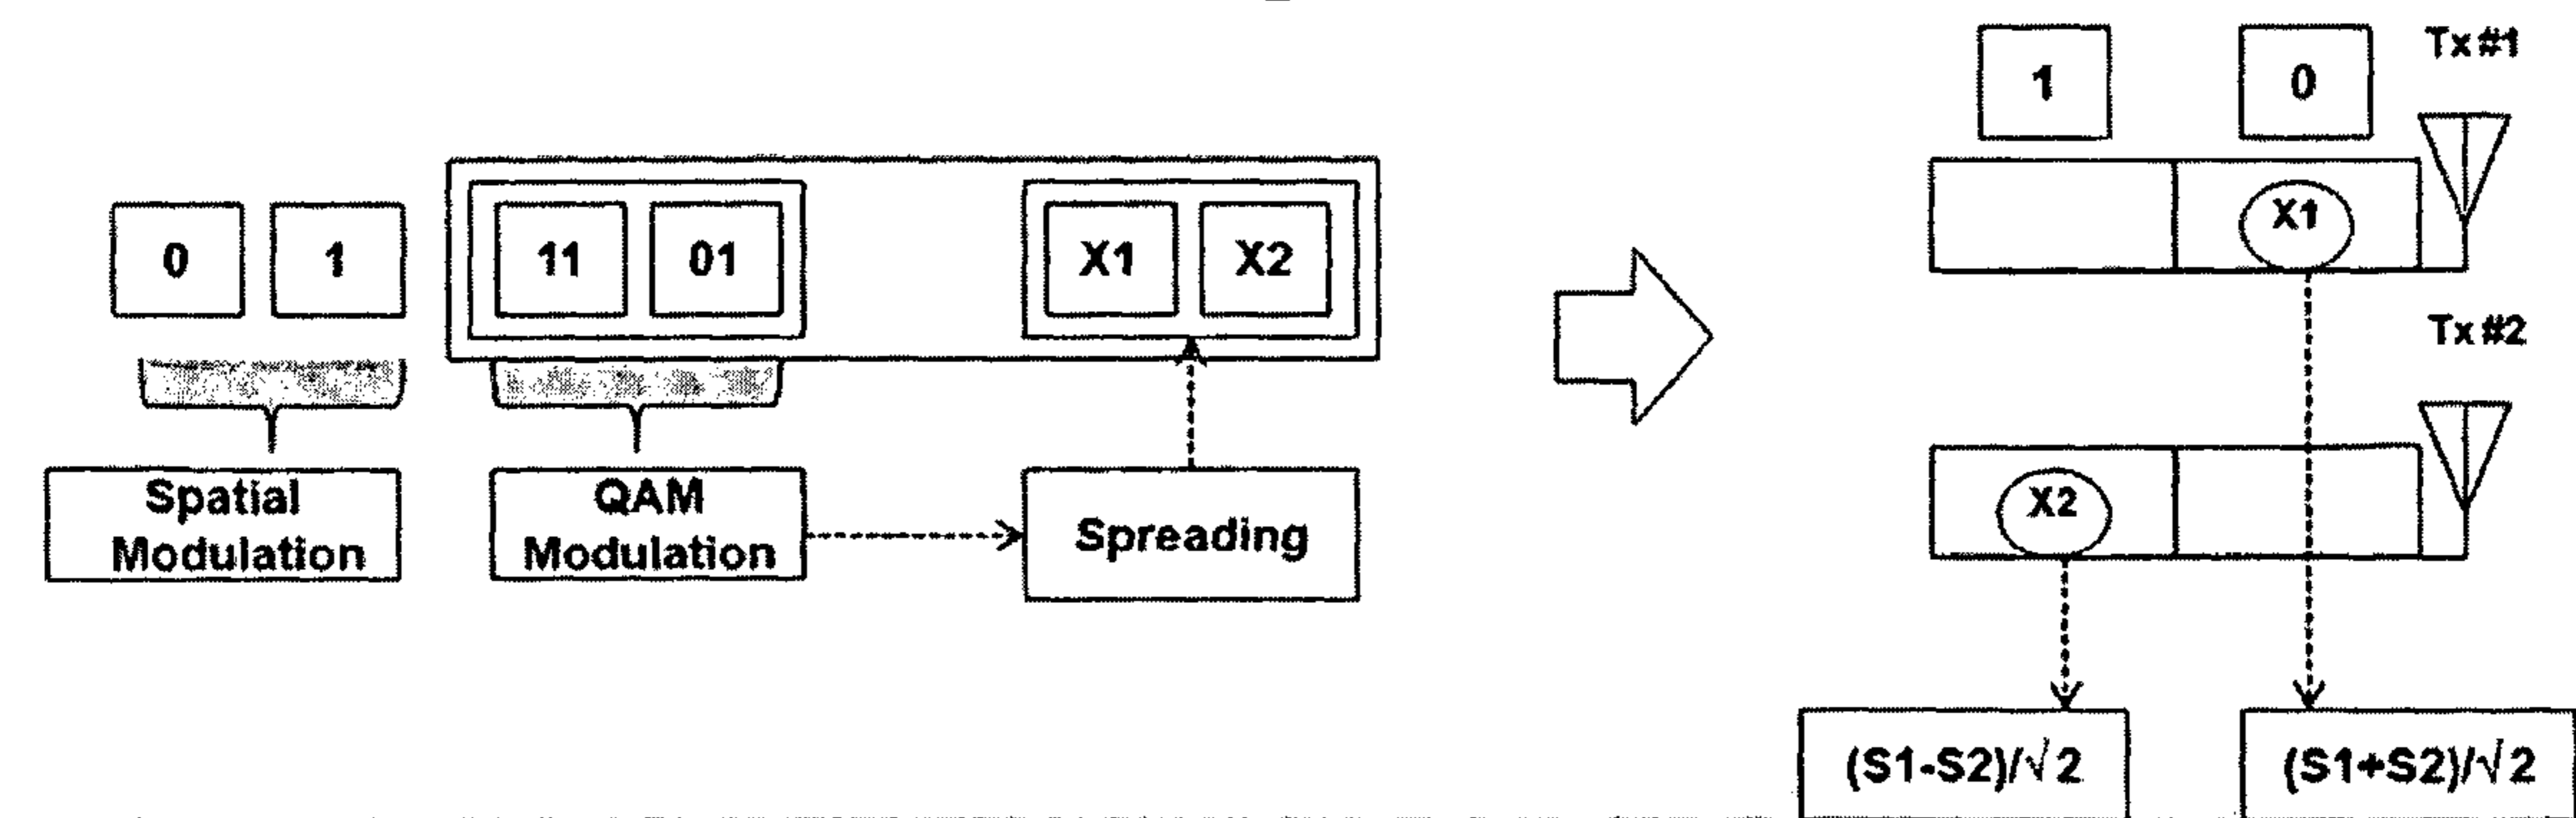 0 1 11 01 X1 X2
Spatial
Modulation
QAM
Modulation
Spreading
1 0 Tx #1
X1
Tx #2
X2
(S1-S2)/√2 (S1+S2)/√2